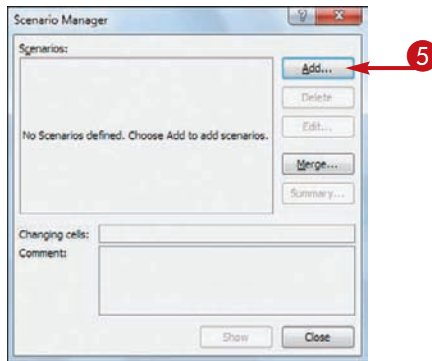 Scenario Manager
Scenarios:
Add...
5
Delete
Edit...
No Scenarios defined. Choose Add to add scenarios.
Merge...
Summary...
Changing cells:
Comment:
Show
Close